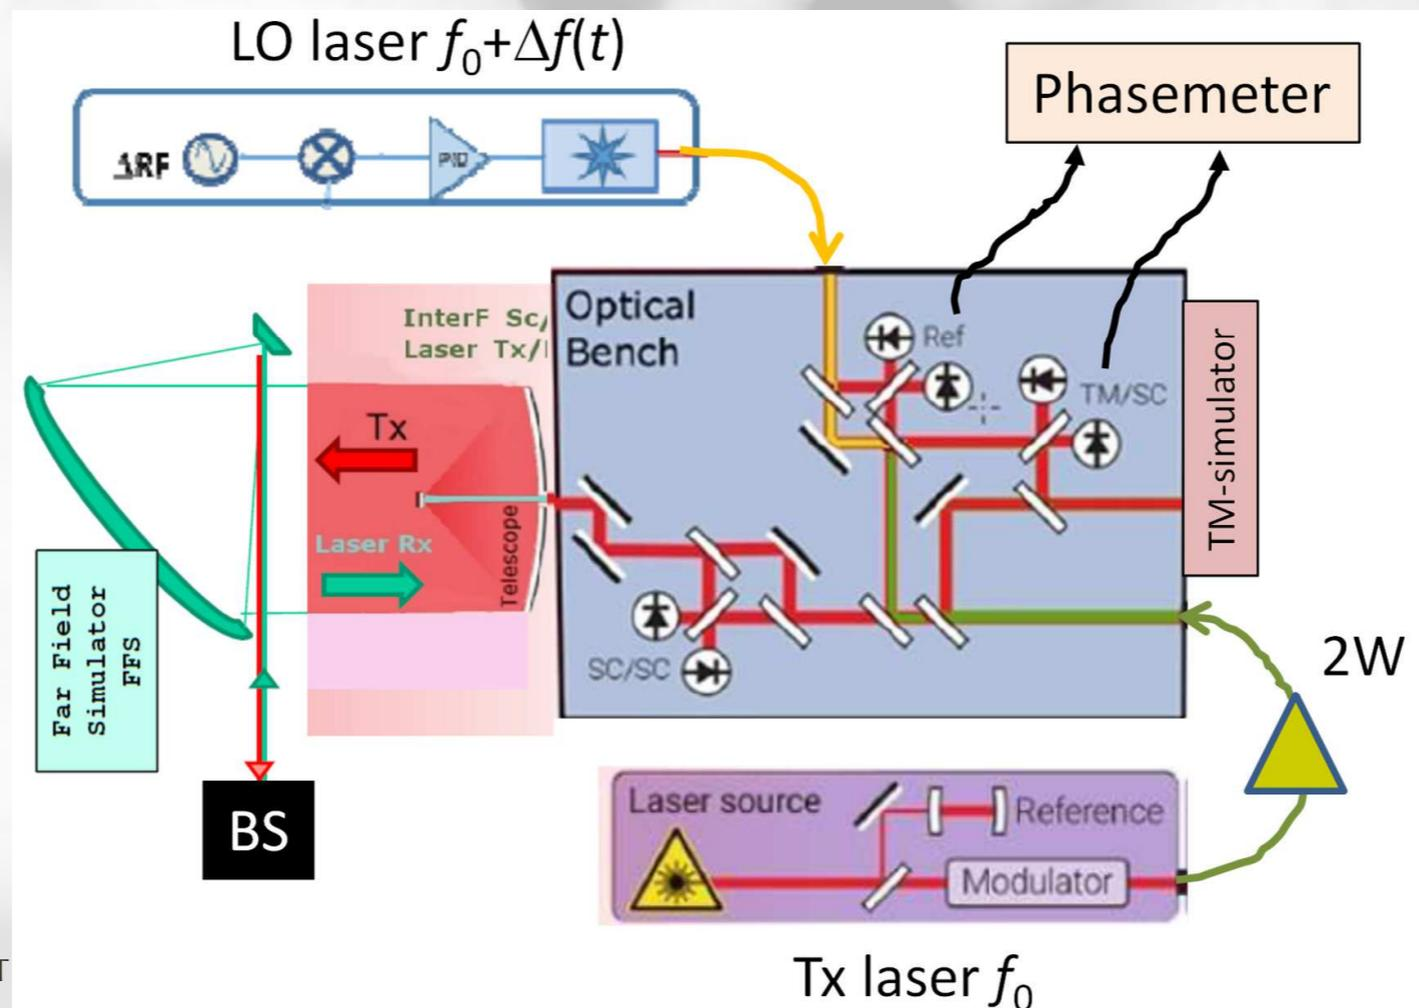 LO laser f₀+Δf(t)
Phasemeter
ΔRF
PID
InterF Sc/
Laser Tx/
Optical
Bench
Ref
TM/SC
TM-simulator
Tx
Laser Rx
Telescope
SC/SC
Far Field
Simulator
FFS
2W
BS
Laser source
Reference
Modulator
T
Tx laser f₀